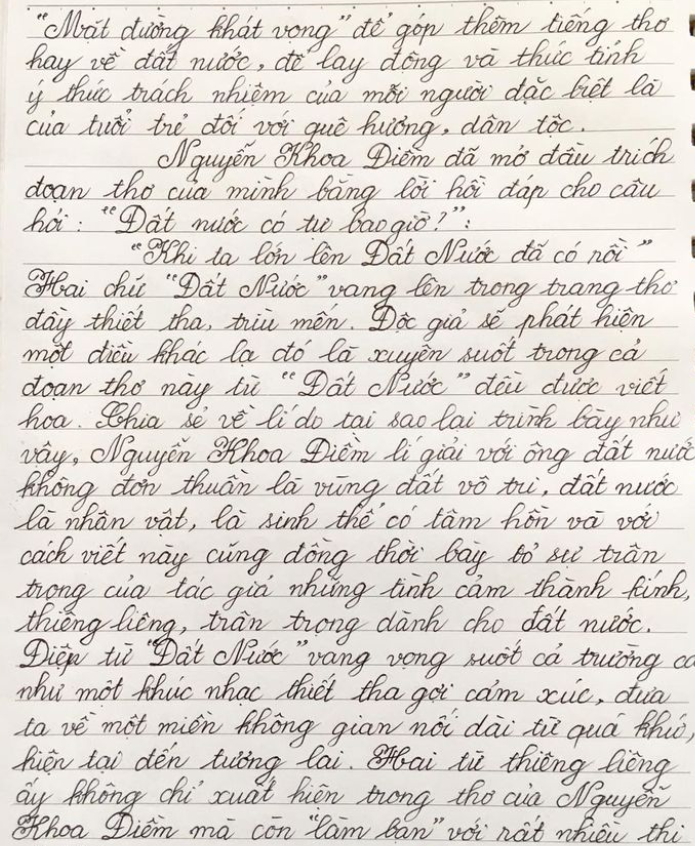 "Mặt đường khát vọng" để góp thêm tiếng thơ
hay về đất nước, để lay động và thức tỉnh
ý thức trách nhiệm của mỗi người đặc biệt là
của tuổi trẻ đối với quê hương, dân tộc.
Nguyễn Khoa Điềm đã mở đầu trích
đoạn thơ của mình bằng lời hồi đáp cho câu
hỏi: "Đất nước có từ bao giờ?":
"Khi ta lớn lên Đất Nước đã có rồi"
Hai chữ "Đất Nước" vang lên trong trang thơ
đầy thiết tha, trìu mến. Độc giả sẽ phát hiện
một điều khác lạ đó là xuyên suốt trong cả
đoạn thơ này từ "Đất Nước" đều được viết
hoa. Chia sẻ về lí do tại sao lại trình bày như
vậy, Nguyễn Khoa Điềm lí giải với ông đất nước
không đơn thuần là vùng đất vô tri, đất nước
là nhân vật, là sinh thể có tâm hồn và với
cách viết này cũng đồng thời bày tỏ sự trân
trọng của tác giả những tình cảm thành kính,
thiêng liêng, trân trọng dành cho đất nước.
Điệp từ "Đất Nước" vang vọng suốt cả trường ca
như một khúc nhạc thiết tha gợi cảm xúc, đưa
ta về một miền không gian nối dài từ quá khứ,
hiện tại đến tương lai. Hai từ thiêng liêng
ấy không chỉ xuất hiện trong thơ của Nguyễn
Khoa Điềm mà còn "làm bạn" với rất nhiều thi